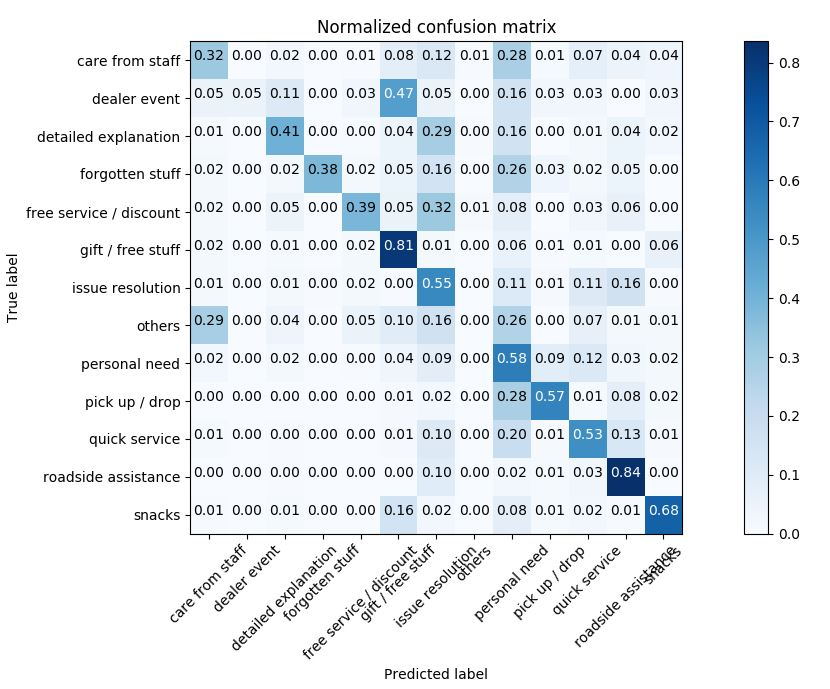 Normalized confusion matrix
True label
care from staff 0.32 0.00 0.02 0.00 0.01 0.08 0.12 0.01 0.28 0.01 0.07 0.04 0.04
dealer event 0.05 0.05 0.11 0.00 0.03 0.47 0.05 0.00 0.16 0.03 0.03 0.00 0.03
detailed explanation 0.01 0.00 0.41 0.00 0.00 0.04 0.29 0.00 0.16 0.00 0.01 0.04 0.02
forgotten stuff 0.02 0.00 0.02 0.38 0.02 0.05 0.16 0.00 0.26 0.03 0.02 0.05 0.00
free service / discount 0.02 0.00 0.05 0.00 0.39 0.05 0.32 0.01 0.08 0.00 0.03 0.06 0.00
gift / free stuff 0.02 0.00 0.01 0.00 0.02 0.81 0.01 0.00 0.06 0.01 0.01 0.00 0.06
issue resolution 0.01 0.00 0.01 0.00 0.02 0.00 0.55 0.00 0.11 0.01 0.11 0.16 0.00
others 0.29 0.00 0.04 0.00 0.05 0.10 0.16 0.00 0.26 0.00 0.07 0.01 0.01
personal need 0.02 0.00 0.02 0.00 0.00 0.04 0.09 0.00 0.58 0.09 0.12 0.03 0.02
pick up / drop 0.00 0.00 0.00 0.00 0.00 0.01 0.02 0.00 0.28 0.57 0.01 0.08 0.02
quick service 0.01 0.00 0.00 0.00 0.00 0.01 0.10 0.00 0.20 0.01 0.53 0.13 0.01
roadside assistance 0.00 0.00 0.00 0.00 0.00 0.00 0.10 0.00 0.02 0.01 0.03 0.84 0.00
snacks 0.01 0.00 0.01 0.00 0.00 0.16 0.02 0.00 0.08 0.01 0.02 0.01 0.68
care from staff
dealer event
detailed explanation
forgotten stuff
free service / discount
gift / free stuff
issue resolution
others
personal need
pick up / drop
quick service
roadside assistance
snacks
Predicted label
0.8
0.7
0.6
0.5
0.4
0.3
0.2
0.1
0.0